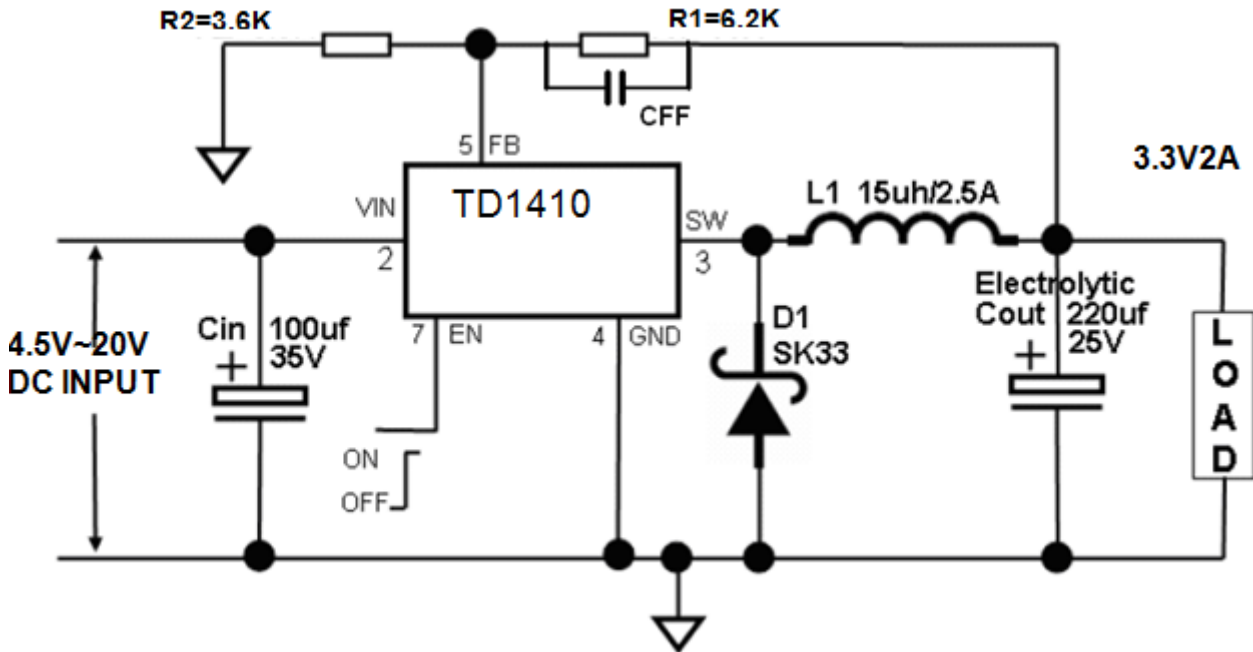 R2=3.6K
R1=6.2K
CFF
5 FB
3.3V2A
VIN
TD1410
SW
L1 15uh/2.5A
2
3
Electrolytic
Cout 220uf
25V
Cin 100uf
35V
7 EN
4 GND
D1
SK33
4.5V~20V
DC INPUT
+
+
LOAD
ON
OFF